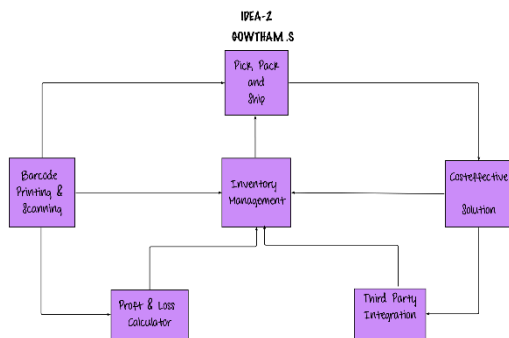 IDEA-2
GOWTHAM.S
Pick, Pack
and
Ship
Barcode
Printing &
Scanning
Inventory
Management
Costeffective
Solution
Profit & Loss
Calculator
Third Party
Integration